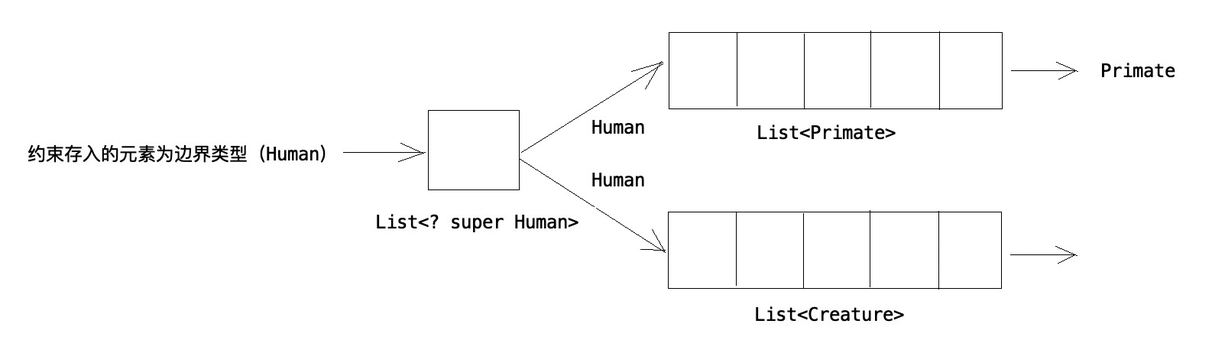 Primate
Human
List<Primate>
约束存入的元素为边界类型（Human）
Human
List<? super Human>
List<Creature>